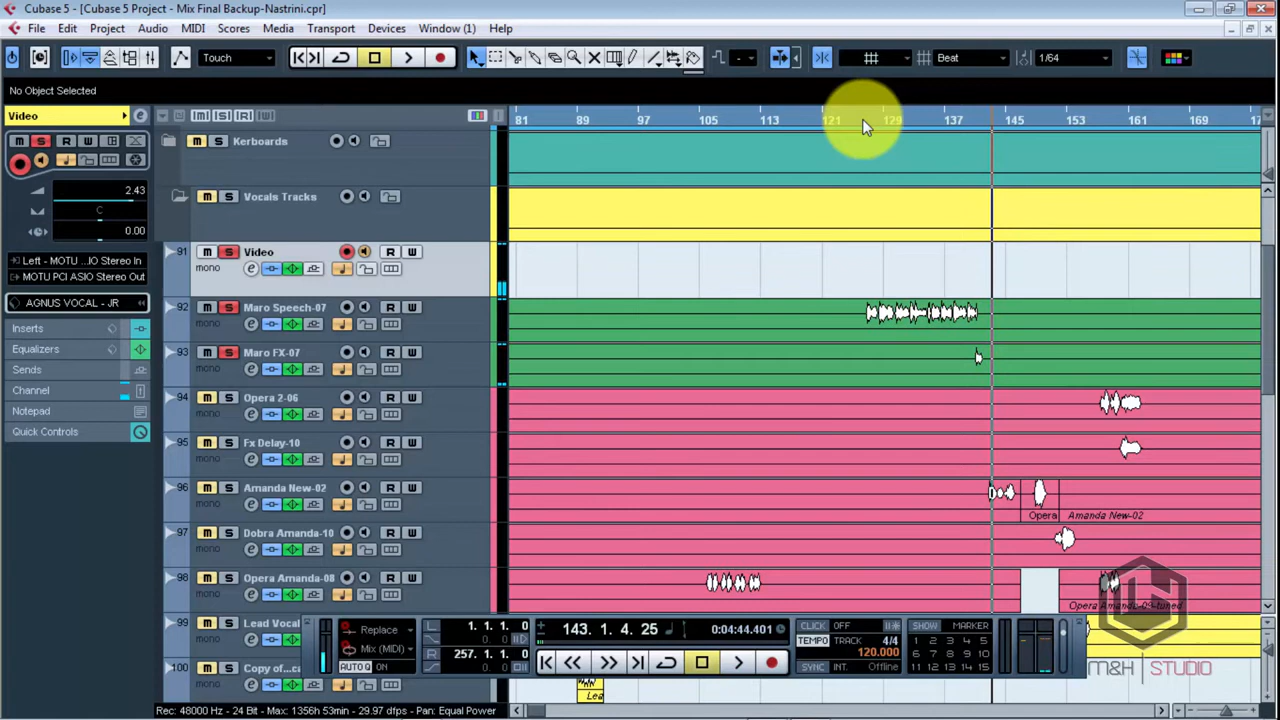 Cubase 5 - [Cubase 5 Project - Mix Final Backup-Nastrini.cpr]
File Edit Project Audio MIDI Scores Media Transport Devices Window (1) Help
Touch Beat 1/64
No Object Selected
Video [M] [S] [R] [W] 81 89 97 105 113 121 129 137 145 153 161 169 17
M S R W M S Kerboards
2.43
C M S Vocals Tracks
0.00
Left - MOTU ...IO Stereo In 91 M S Video R W
MOTU PCI ASIO Stereo Out mono
AGNUS VOCAL - JR 92 M S Maro Speech-07 R W
Inserts mono
Equalizers 93 M S Maro FX-07 R W
Sends mono
Channel 94 M S Opera 2-06 R W
Notepad mono
Quick Controls 95 M S Fx Delay-10 R W
mono
96 M S Amanda New-02 R W
mono Opera Amanda New-02
97 M S Dobra Amanda-10 R W
mono
98 M S Opera Amanda-08 R W
mono Opera Amanda-09-tuned
99 Lead Vocal Replace 1. 1. 1. 0 143. 1. 4. 25 0:04:44.401 CLICK OFF SHOW MARKER
0. 0 TEMPO TRACK 4/4 1 2 3 4 5
100 Copy of...ca Mix (MIDI) 257. 1. 1. 0 120.000 6 7 8 9 10
mono AUTO Q ON 0. 0 SYNC INT. Offline 11 12 13 14 15
M&H | STUDIO
Lea
Rec: 48000 Hz - 24 Bit - Max: 1356h 53min - 29.97 dfps - Pan: Equal Power